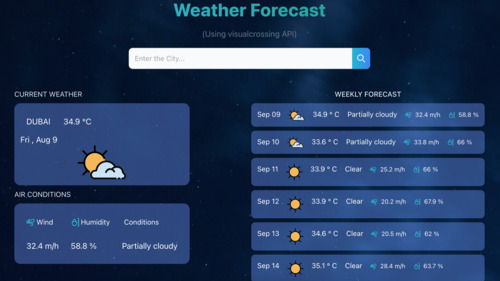 Weather Forecast
(Using visualcrossing API)
Enter the City...
CURRENT WEATHER
DUBAI 34.9 °C
Fri , Aug 9
AIR CONDITIONS
Wind Humidity Conditions
32.4 m/h 58.8 % Partially cloudy
WEEKLY FORECAST
Sep 09 34.9 ° C Partially cloudy 32.4 m/h 58.8 %
Sep 10 33.6 ° C Partially cloudy 33.8 m/h 66 %
Sep 11 33.9 ° C Clear 25.2 m/h 66 %
Sep 12 33.9 ° C Clear 20.2 m/h 67.9 %
Sep 13 34.6 ° C Clear 20.5 m/h 62 %
Sep 14 35.1 ° C Clear 28.4 m/h 63.7 %